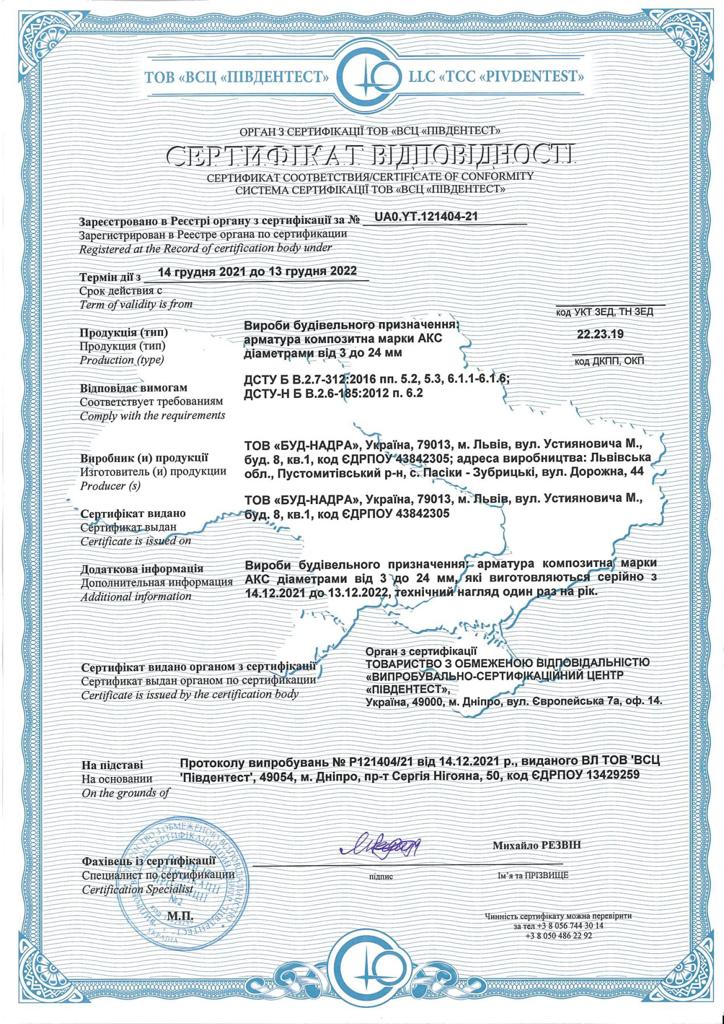 ТОВ «ВСЦ «ПІВДЕНТЕСТ»
LLC «TCC «PIVDENTEST»
ОРГАН З СЕРТИФІКАЦІЇ ТОВ «ВСЦ «ПІВДЕНТЕСТ»
СЕРТИФІКАТ ВІДПОВІДНОСТІ
СЕРТИФИКАТ СООТВЕТСТВИЯ/CERTIFICATE OF CONFORMITY
СИСТЕМА СЕРТИФІКАЦІЇ ТОВ «ВСЦ «ПІВДЕНТЕСТ»
Зареєстровано в Реєстрі органу з сертифікації за № UA0.YT.121404-21
Зарегистрирован в Реестре органа по сертификации
Registered at the Record of certification body under
Термін дії з 14 грудня 2021 до 13 грудня 2022
Срок действия с
Term of validity is from
код УКТ ЗЕД, ТН ЗЕД
22.23.19
код ДКПП, ОКП
Продукція (тип)
Продукция (тип)
Production (type)
Вироби будівельного призначення:
арматура композитна марки АКС
діаметрами від 3 до 24 мм
Відповідає вимогам
Соответствует требованиям
Comply with the requirements
ДСТУ Б В.2.7-312:2016 пп. 5.2, 5.3, 6.1.1-6.1.6;
ДСТУ-Н Б В.2.6-185:2012 п. 6.2
Виробник (и) продукції
Изготовитель (и) продукции
Producer (s)
ТОВ «БУД-НАДРА», Україна, 79013, м. Львів, вул. Устияновича М.,
буд. 8, кв.1, код ЄДРПОУ 43842305; адреса виробництва: Львівська
обл., Пустомитівський р-н, с. Пасіки - Зубрицькі, вул. Дорожна, 44
Сертифікат видано
Сертификат выдан
Certificate is issued on
ТОВ «БУД-НАДРА», Україна, 79013, м. Львів, вул. Устияновича М.,
буд. 8, кв.1, код ЄДРПОУ 43842305
Додаткова інформація
Дополнительная информация
Additional information
Вироби будівельного призначення: арматура композитна марки
АКС діаметрами від 3 до 24 мм, які виготовляються серійно з
14.12.2021 до 13.12.2022, технічний нагляд один раз на рік.
Сертифікат видано органом з сертифікації
Сертификат выдан органом по сертификации
Certificate is issued by the certification body
Орган з сертифікації
ТОВАРИСТВО З ОБМЕЖЕНОЮ ВІДПОВІДАЛЬНІСТЮ
«ВИПРОБУВАЛЬНО-СЕРТИФІКАЦІЙНИЙ ЦЕНТР
«ПІВДЕНТЕСТ»,
Україна, 49000, м. Дніпро, вул. Європейська 7а, оф. 14.
На підставі
На основании
On the grounds of
Протоколу випробувань № Р121404/21 від 14.12.2021 р., виданого ВЛ ТОВ 'ВСЦ
'Південтест', 49054, м. Дніпро, пр-т Сергія Нігояна, 50, код ЄДРПОУ 13429259
Фахівець із сертифікації
Специалист по сертификации
Certification Specialist
М.П.
підпис
Михайло РЕЗВІН
Ім'я та ПРІЗВИЩЕ
Чинність сертифікату можна перевірити
за тел +3 8 056 744 30 14
+3 8 050 486 22 92